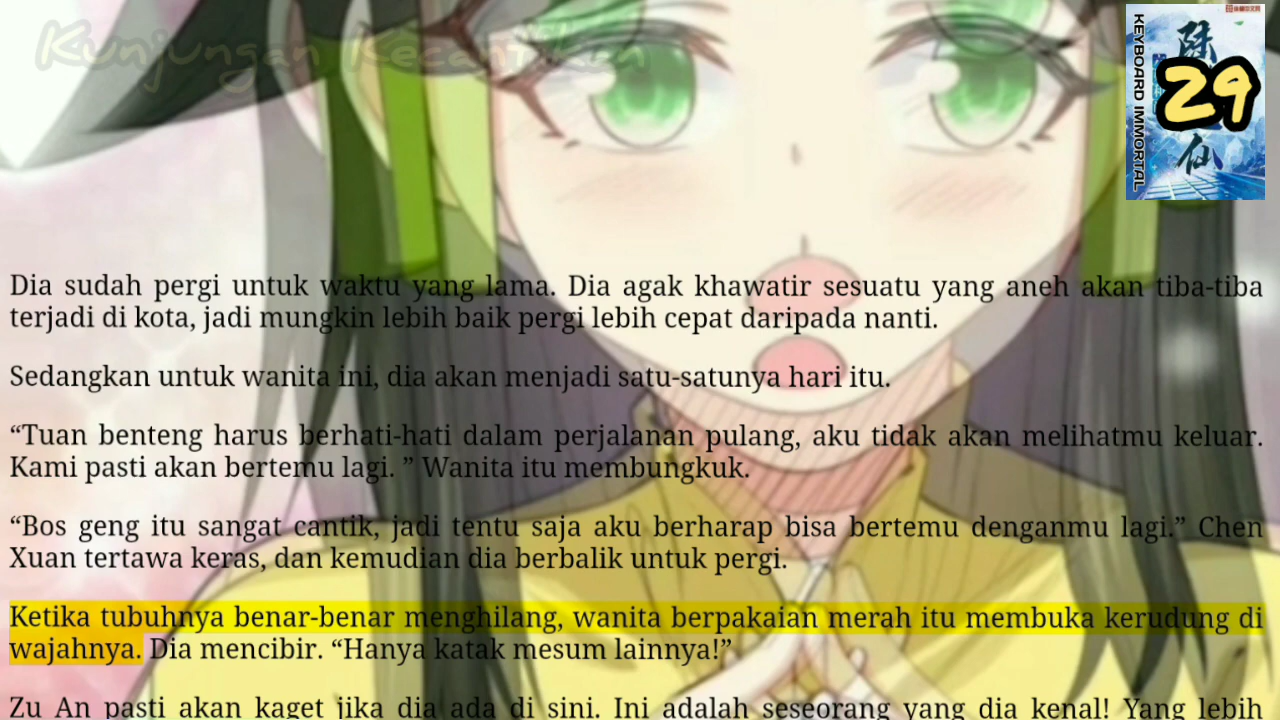 Kunjungan Kecantikan
KEYBOARD IMMORTAL
陆
29
仙
Dia sudah pergi untuk waktu yang lama. Dia agak khawatir sesuatu yang aneh akan tiba-tiba
terjadi di kota, jadi mungkin lebih baik pergi lebih cepat daripada nanti.
Sedangkan untuk wanita ini, dia akan menjadi satu-satunya hari itu.
“Tuan benteng harus berhati-hati dalam perjalanan pulang, aku tidak akan melihatmu keluar.
Kami pasti akan bertemu lagi. ” Wanita itu membungkuk.
“Bos geng itu sangat cantik, jadi tentu saja aku berharap bisa bertemu denganmu lagi.” Chen
Xuan tertawa keras, dan kemudian dia berbalik untuk pergi.
Ketika tubuhnya benar-benar menghilang, wanita berpakaian merah itu membuka kerudung di
wajahnya. Dia mencibir. “Hanya katak mesum lainnya!”
Zu An pasti akan kaget jika dia ada di sini. Ini adalah seseorang yang dia kenal! Yang lebih